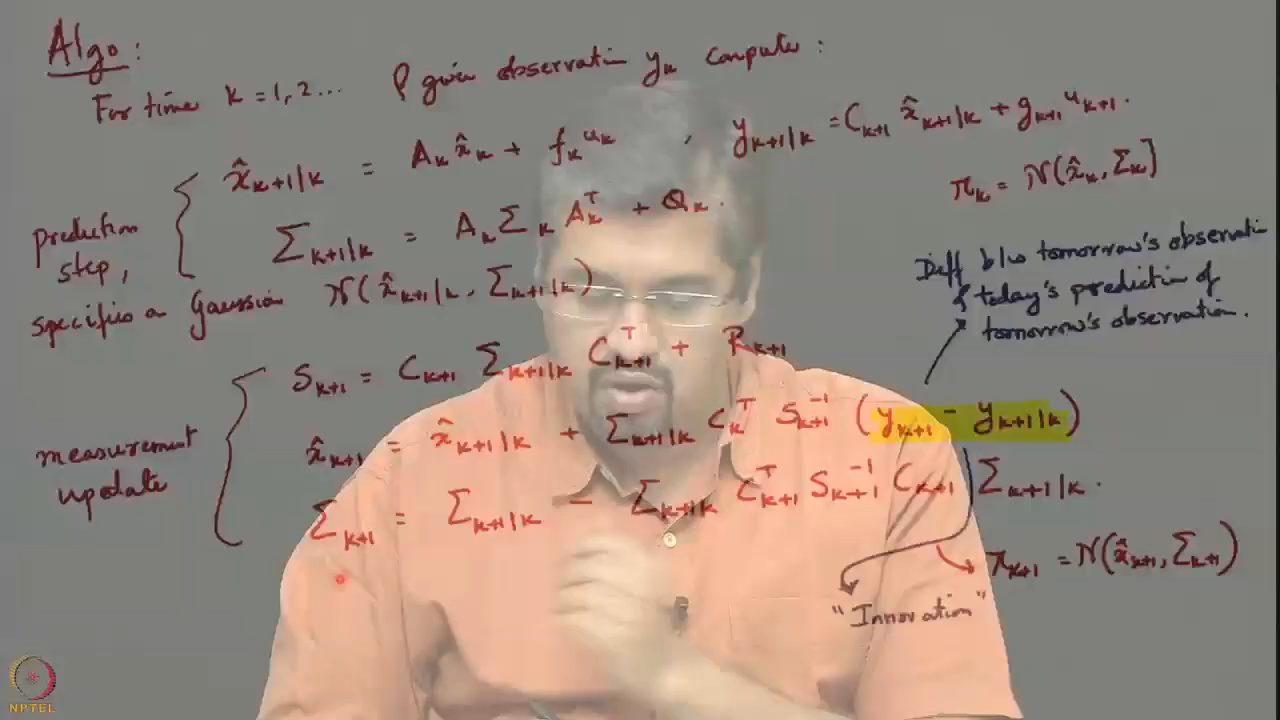 Algo:
For time k = 1, 2... & given observation y_k compute:
x̂_{k+1|k} = A_k x̂_k + f_k u_k , y_{k+1|k} = C_{k+1} x̂_{k+1|k} + g_{k+1} u_{k+1}.
π_k = N(x̂_k, Σ_k]
prediction step,
Σ_{k+1|k} = A_k Σ_k A_k^T + Q_k.
specifies a Gaussian N(x̂_{k+1|k}, Σ_{k+1|k})
Diff b/w tomorrow's observati
& today's prediction of
tomorrow's observation.
S_{k+1} = C_{k+1} Σ_{k+1|k} C_{k+1}^T + R_{k+1}
measurement update
x̂_{k+1} = x̂_{k+1|k} + Σ_{k+1|k} C_k^T S_{k+1}^{-1} (y_{k+1} - y_{k+1|k})
Σ_{k+1} = Σ_{k+1|k} - Σ_{k+1|k} C_{k+1}^T S_{k+1}^{-1} C_{k+1} Σ_{k+1|k}.
π_{k+1} = N(x̂_{k+1}, Σ_{k+1})
"Innovation"
NPTEL